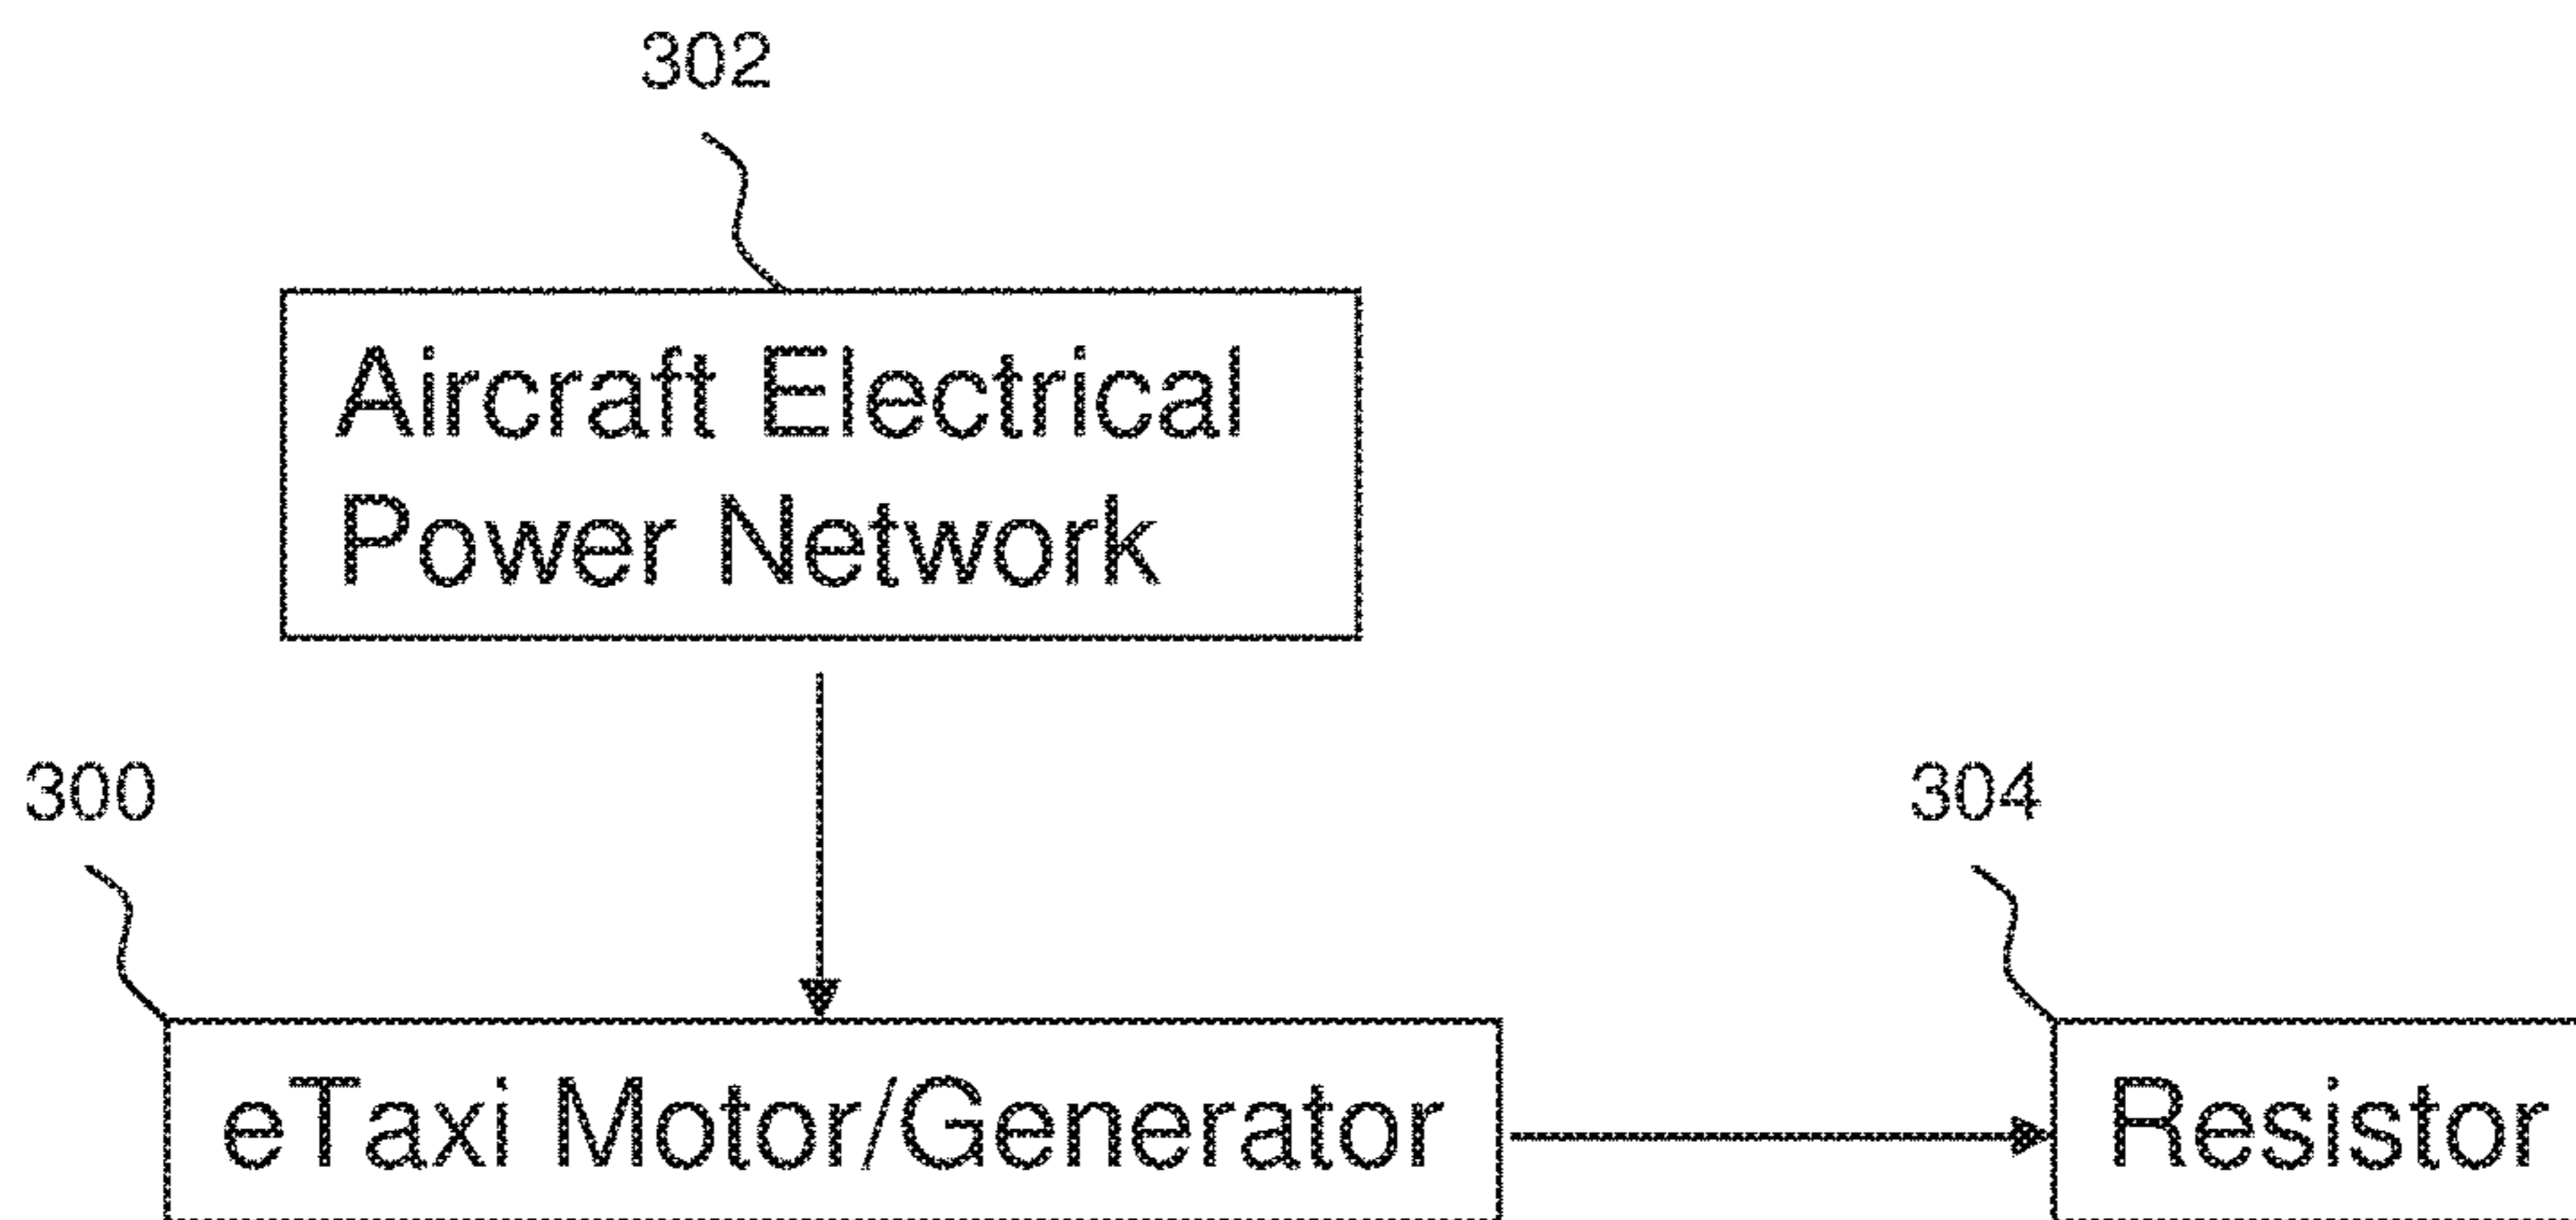 302
Aircraft Electrical
Power Network
300
304
eTaxi Motor/Generator
Resistor